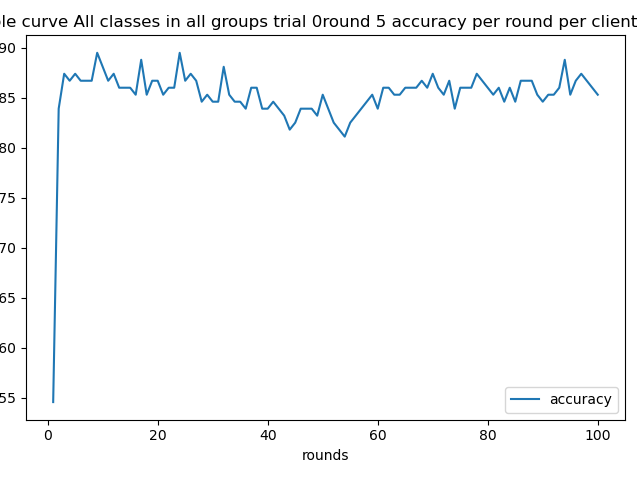 le curve All classes in all groups trial 0round 5 accuracy per round per client
90
85
80
75
70
65
60
55
0 20 40 60 80 100
rounds
accuracy